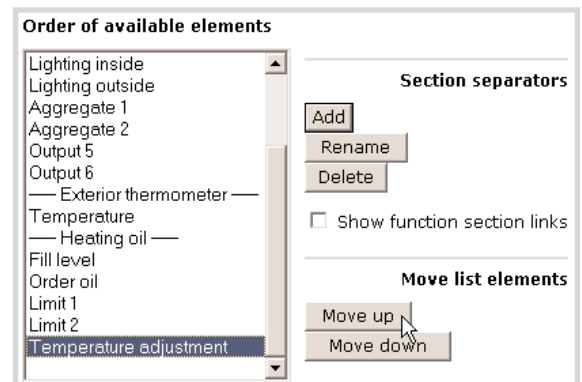 Order of available elements
Lighting inside
Lighting outside
Aggregate 1
Aggregate 2
Output 5
Output 6
—— Exterior thermometer ——
Temperature
—— Heating oil ——
Fill level
Order oil
Limit 1
Limit 2
Temperature adjustment
Section separators
Add
Rename
Delete
Show function section links
Move list elements
Move up
Move down